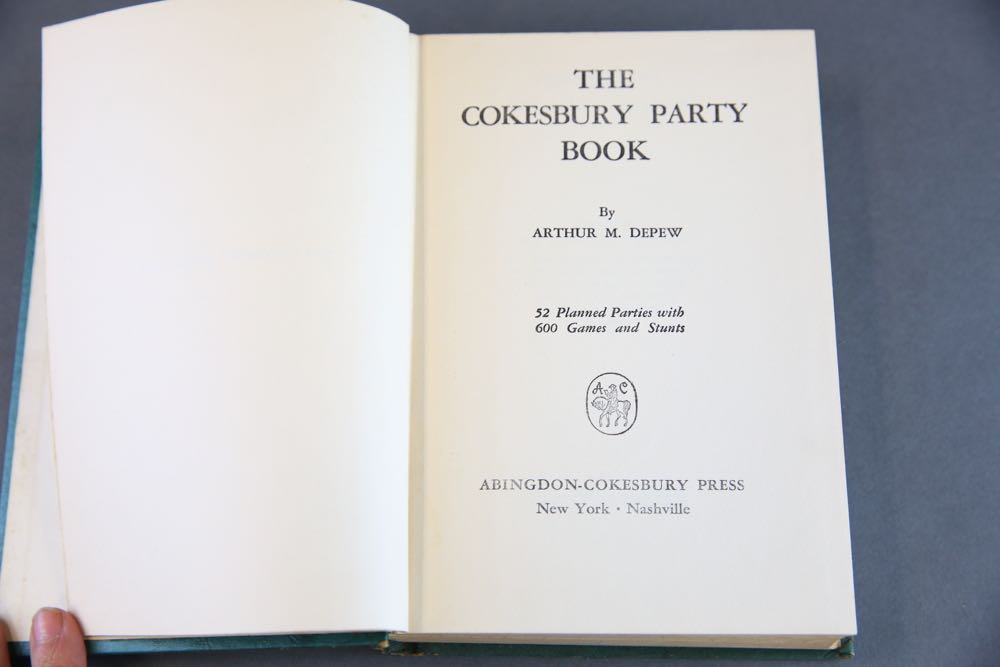 THE
COKESBURY PARTY
BOOK
By
ARTHUR M. DEPEW
52 Planned Parties with
600 Games and Stunts
A C
ABINGDON-COKESBURY PRESS
New York • Nashville